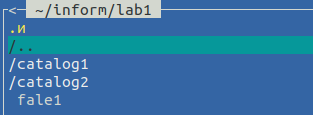 <─ ~/inform/lab1
.и
/..
/catalog1
/catalog2
fale1